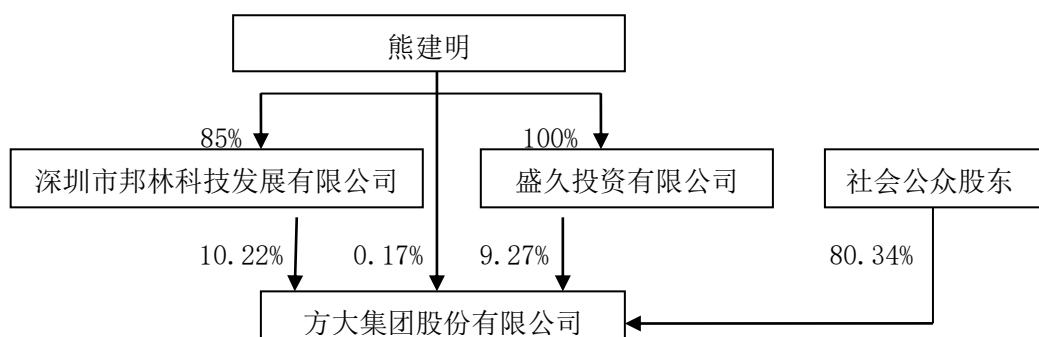 熊建明
85%
100%
深圳市邦林科技发展有限公司
盛久投资有限公司
社会公众股东
10.22%
0.17%
9.27%
80.34%
方大集团股份有限公司